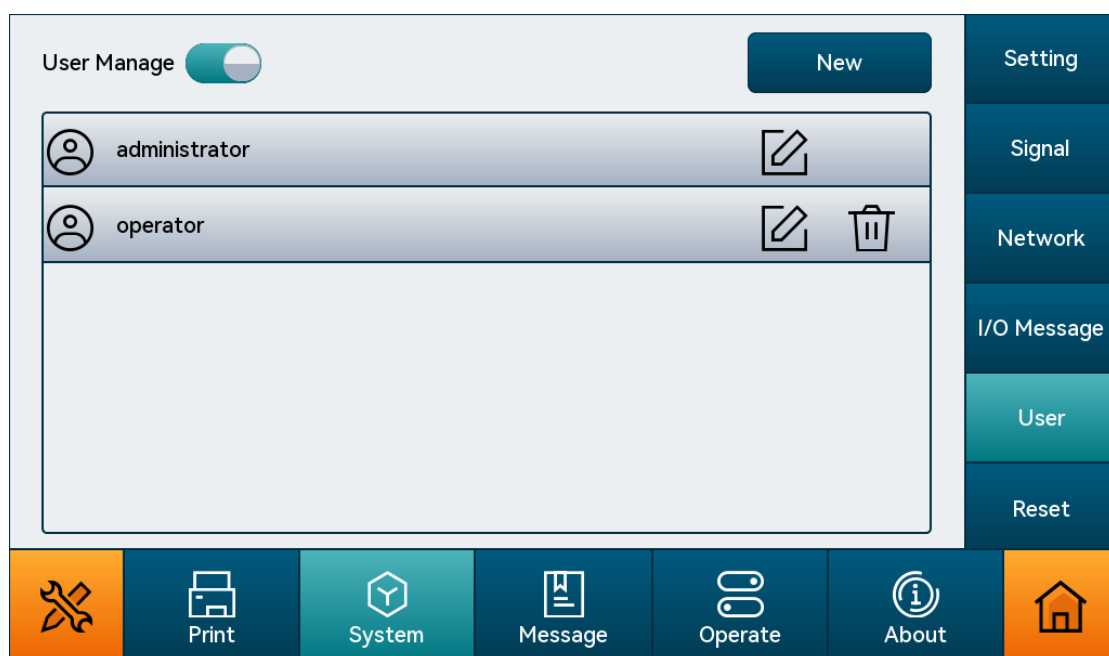 User Manage
New
administrator
operator
Setting
Signal
Network
I/O Message
User
Reset
Print
System
Message
Operate
About